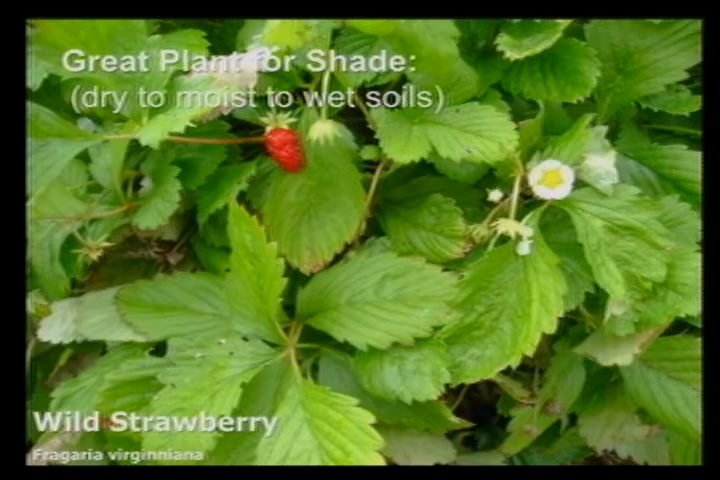 Great Plant for Shade:
(dry to moist to wet soils)
Wild Strawberry
Fragaria virginniana